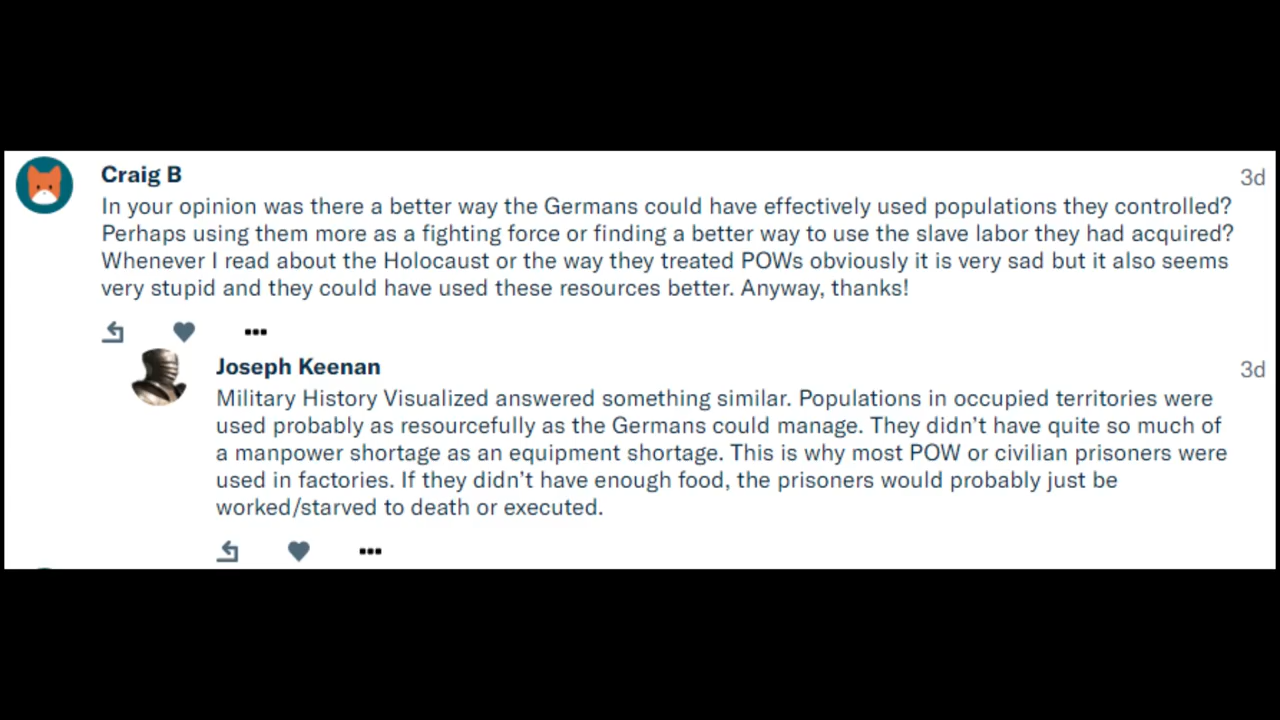 Craig B
3d
In your opinion was there a better way the Germans could have effectively used populations they controlled?
Perhaps using them more as a fighting force or finding a better way to use the slave labor they had acquired?
Whenever I read about the Holocaust or the way they treated POWs obviously it is very sad but it also seems
very stupid and they could have used these resources better. Anyway, thanks!
Joseph Keenan
3d
Military History Visualized answered something similar. Populations in occupied territories were
used probably as resourcefully as the Germans could manage. They didn’t have quite so much of
a manpower shortage as an equipment shortage. This is why most POW or civilian prisoners were
used in factories. If they didn’t have enough food, the prisoners would probably just be
worked/starved to death or executed.